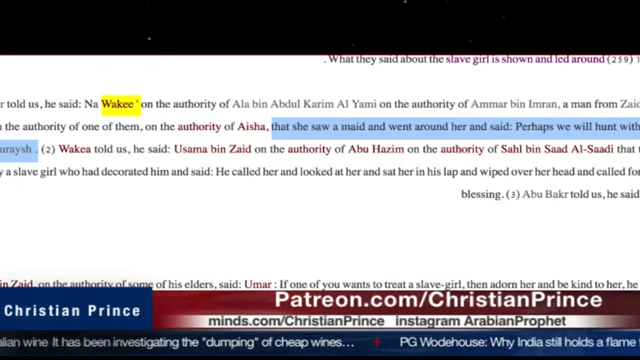 . What they said about the slave girl is shown and led around (259) 1
r told us, he said: Na Wakee ' on the authority of Ala bin Abdul Karim Al Yami on the authority of Ammar bin Imran, a man from Zaid
n the authority of one of them, on the authority of Aisha, that she saw a maid and went around her and said: Perhaps we will hunt with
uraysh . (2) Wakea told us, he said: Usama bin Zaid on the authority of Abu Hazim on the authority of Sahl bin Saad Al-Saadi that t
y a slave girl who had decorated him and said: He called her and looked at her and sat her in his lap and wiped over her head and called for
blessing. (3) Abu Bakr told us, he said
in Zaid, on the authority of some of his elders, said: Umar : If one of you wants to treat a slave-girl, then adorn her and be kind to her, he
Christian Prince
Patreon.com/ChristianPrince
minds.com/ChristianPrince instagram ArabianProphet
alian wine It has been investigating the "dumping" of cheap wines... + PG Wodehouse: Why India still holds a flame